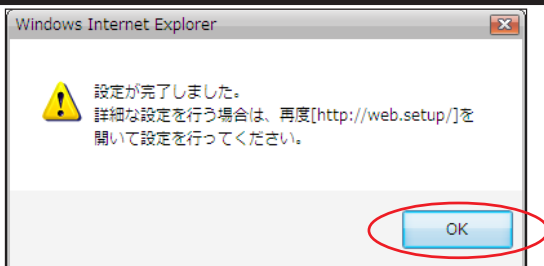 Windows Internet Explorer
設定が完了しました。
詳細な設定を行う場合は、再度[http://web.setup/]を
開いて設定を行ってください。
OK